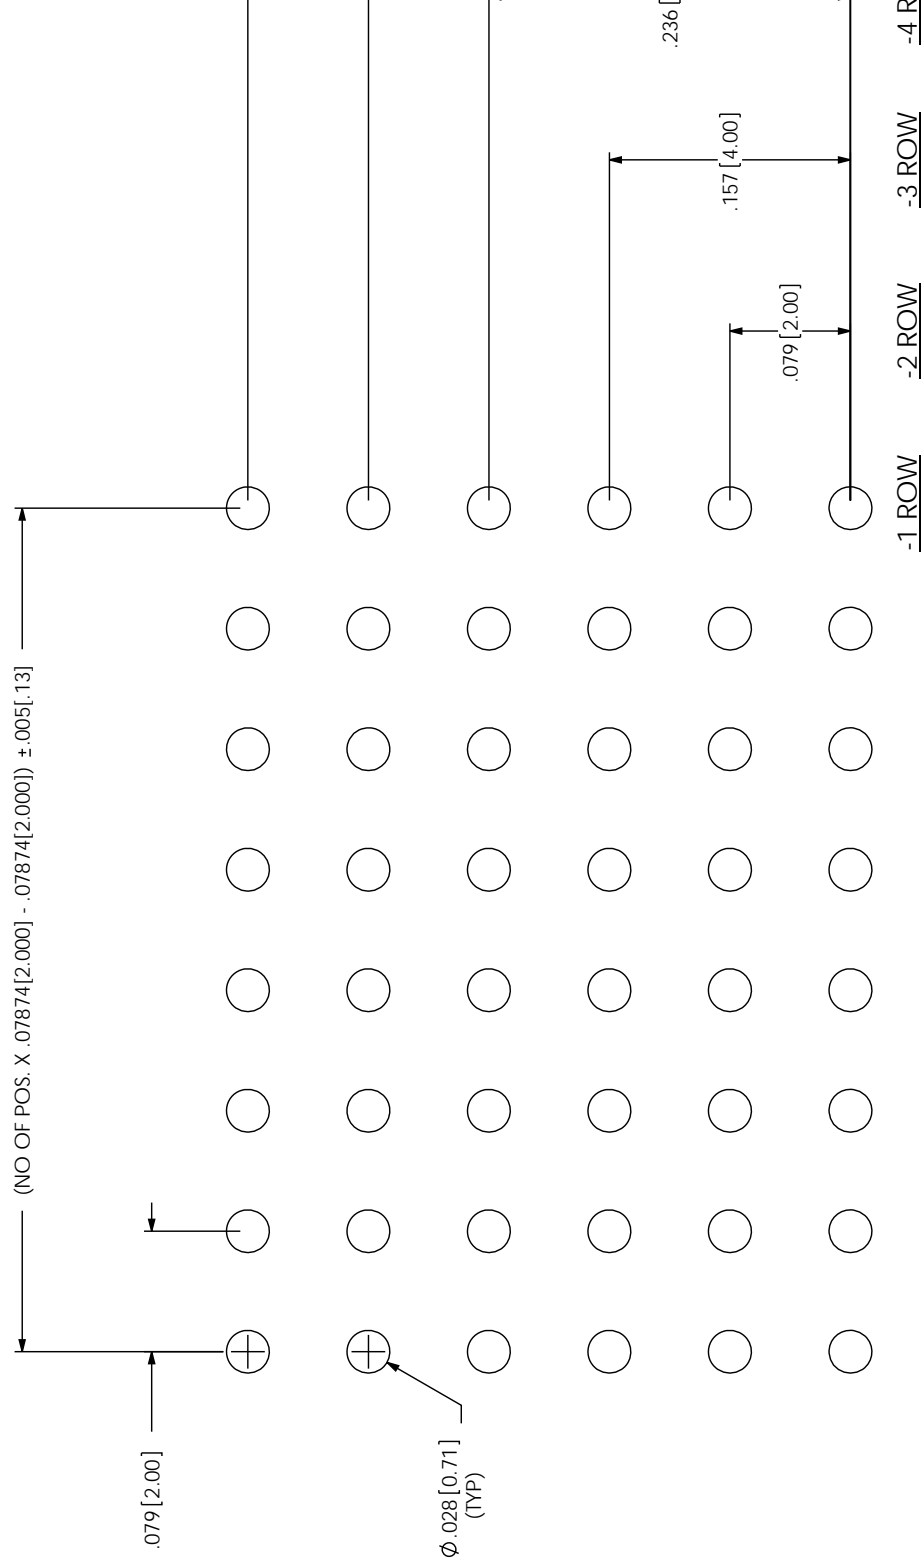 (NO OF POS. X .07874[2.000] - .07874[2.000]) ±.005[.13]
.079 [2.00]
Ø.028 [0.71]
(TYP)
.079 [2.00]
.157 [4.00]
.236 [
-1 ROW
-2 ROW
-3 ROW
-4 R